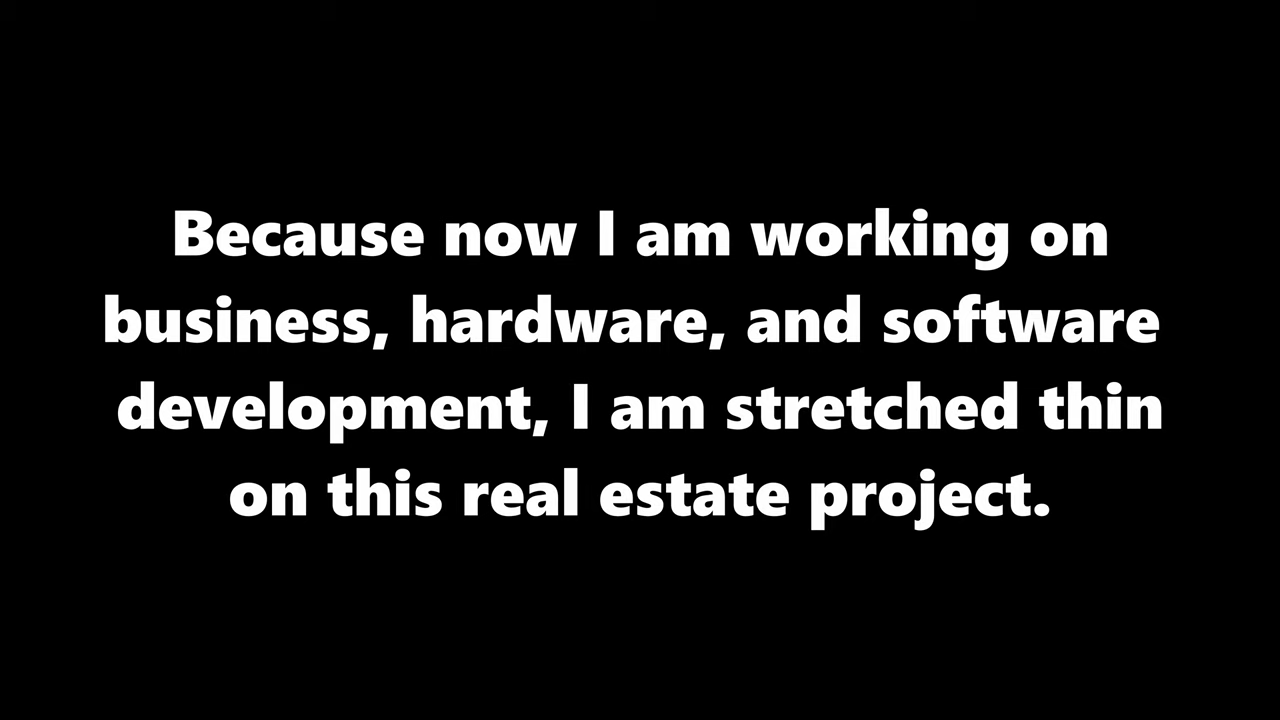 Because now I am working on
business, hardware, and software
development, I am stretched thin
on this real estate project.